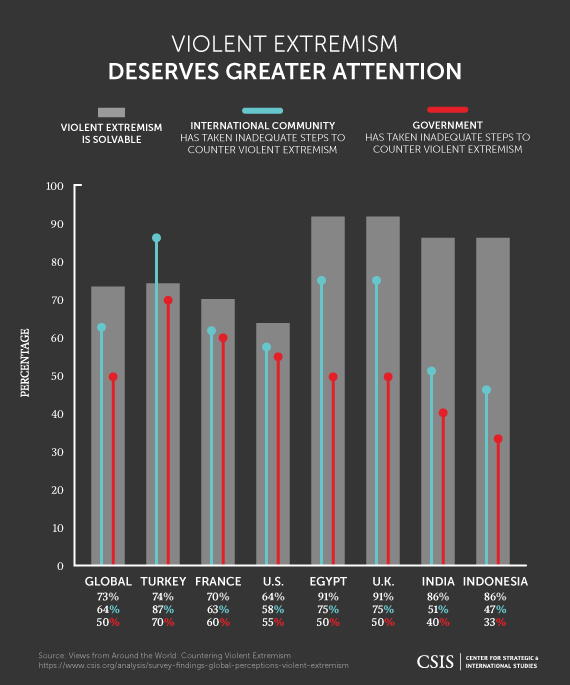 VIOLENT EXTREMISM
DESERVES GREATER ATTENTION
VIOLENT EXTREMISM
IS SOLVABLE
INTERNATIONAL COMMUNITY
HAS TAKEN INADEQUATE STEPS TO
COUNTER VIOLENT EXTREMISM
GOVERNMENT
HAS TAKEN INADEQUATE STEPS TO
COUNTER VIOLENT EXTREMISM
PERCENTAGE
100
90
80
70
60
50
40
30
20
10
0
GLOBAL TURKEY FRANCE U.S. EGYPT U.K. INDIA INDONESIA
73% 74% 70% 64% 91% 91% 86% 86%
64% 87% 63% 58% 75% 75% 51% 47%
50% 70% 60% 55% 50% 50% 40% 33%
Source: Views from Around the World: Countering Violent Extremism
https://www.csis.org/analysis/survey-findings-global-perceptions-violent-extremism
CSIS | CENTER FOR STRATEGIC &
INTERNATIONAL STUDIES